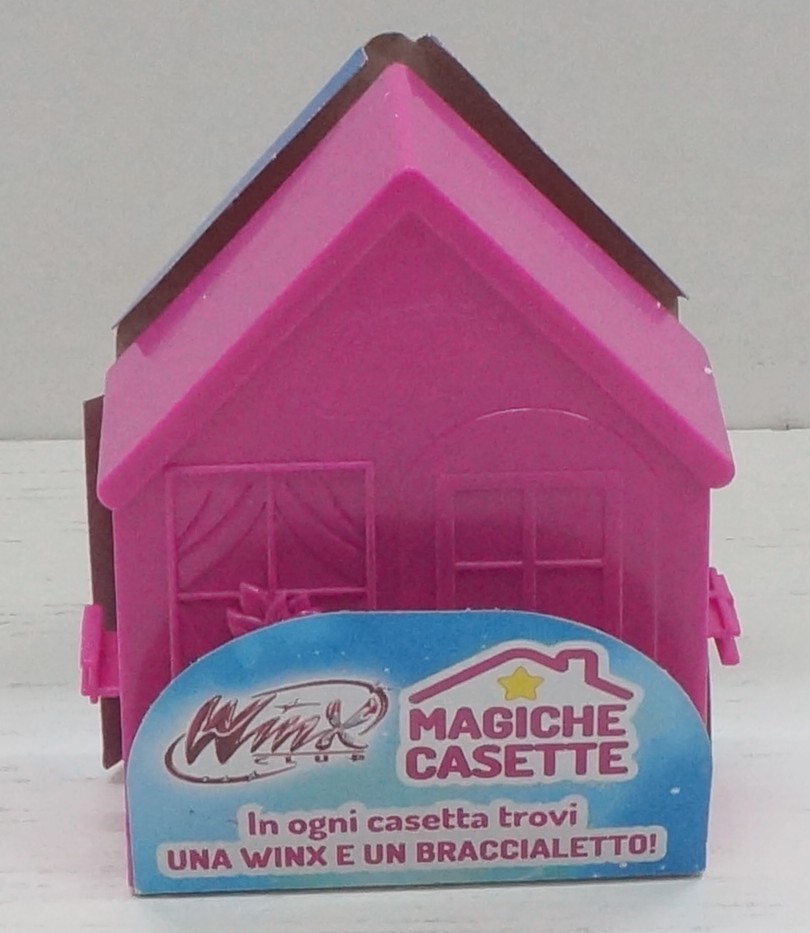 Winx
CLUB
MAGICHE
CASETTE
In ogni casetta trovi
UNA WINX E UN BRACCIALETTO!